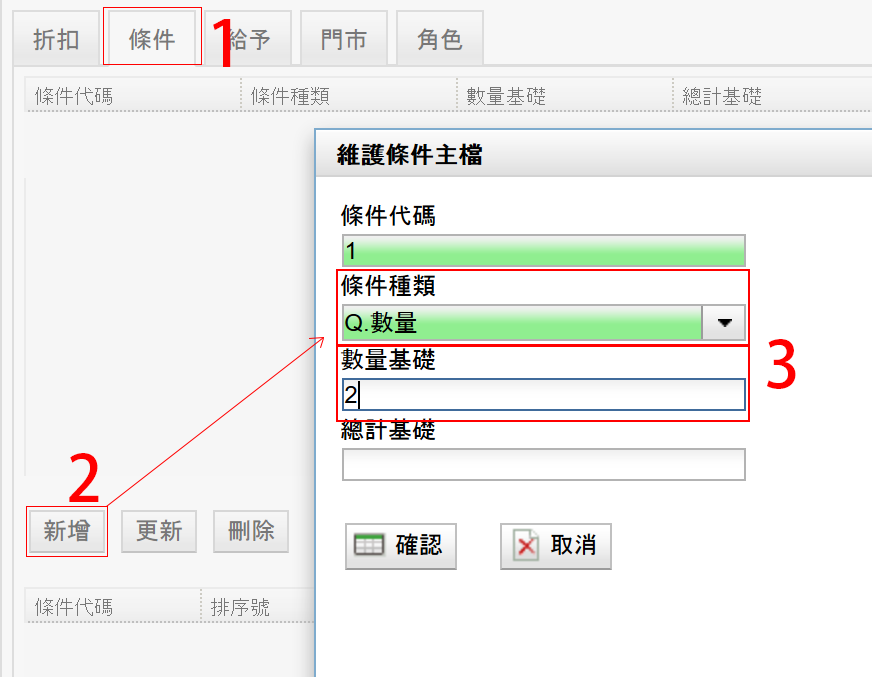 折扣 條件 1 給予 門市 角色
條件代碼 條件種類 數量基礎 總計基礎
維護條件主檔
條件代碼
1
條件種類
Q.數量
數量基礎
3
2
總計基礎
2
新增 更新 刪除
確認 取消
條件代碼 排序號